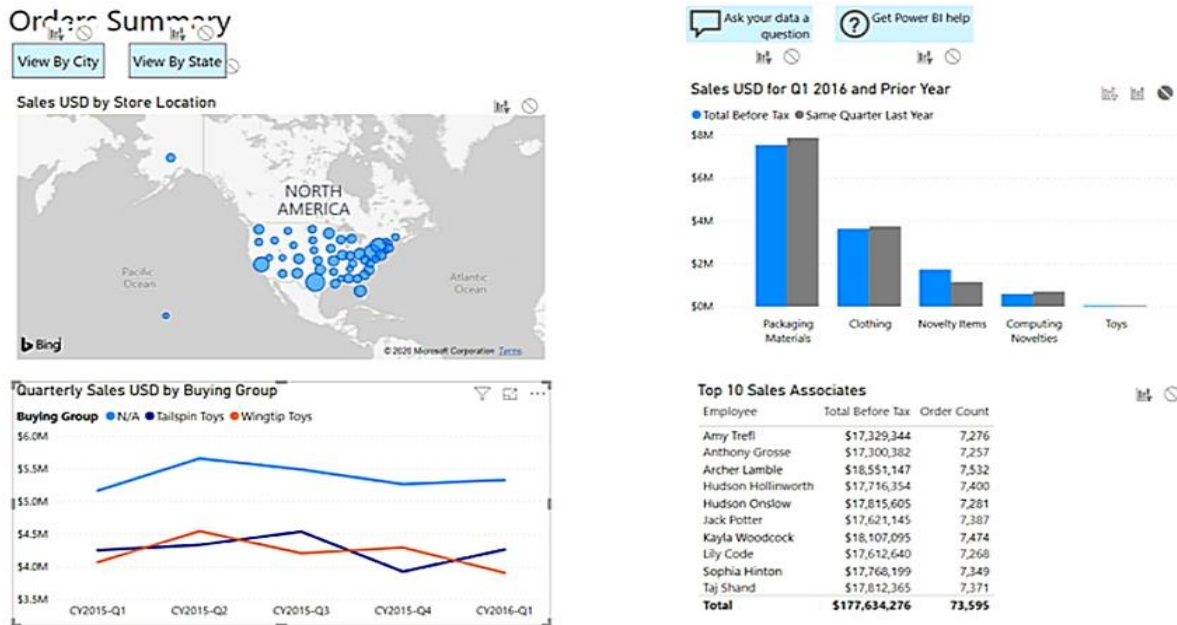 Orders Summary
View By City
View By State
Sales USD by Store Location
NORTH
AMERICA
Pacific
Ocean
Atlantic
Ocean
Bing
© 2020 Microsoft Corporation Terms
Quarterly Sales USD by Buying Group
Buying Group N/A Tailspin Toys Wingtip Toys
$6.0M
$5.5M
$5.0M
$4.5M
$4.0M
$3.5M
CY2015-Q1 CY2015-Q2 CY2015-Q3 CY2015-Q4 CY2016-Q1
Ask your data a
question
Get Power BI help
Sales USD for Q1 2016 and Prior Year
Total Before Tax Same Quarter Last Year
$8M
$6M
$4M
$2M
$0M
Packaging
Materials
Clothing
Novelty Items
Computing
Novelties
Toys
Top 10 Sales Associates
Employee Total Before Tax Order Count
Amy Trefl $17,329,344 7,276
Anthony Grosse $17,300,382 7,257
Archer Lamble $18,551,147 7,532
Hudson Hollinworth $17,716,354 7,400
Hudson Onslow $17,815,605 7,281
Jack Potter $17,621,145 7,387
Kayla Woodcock $18,107,095 7,474
Lily Code $17,612,640 7,268
Sophia Hinton $17,768,199 7,349
Taj Shand $17,812,365 7,371
Total $177,634,276 73,595